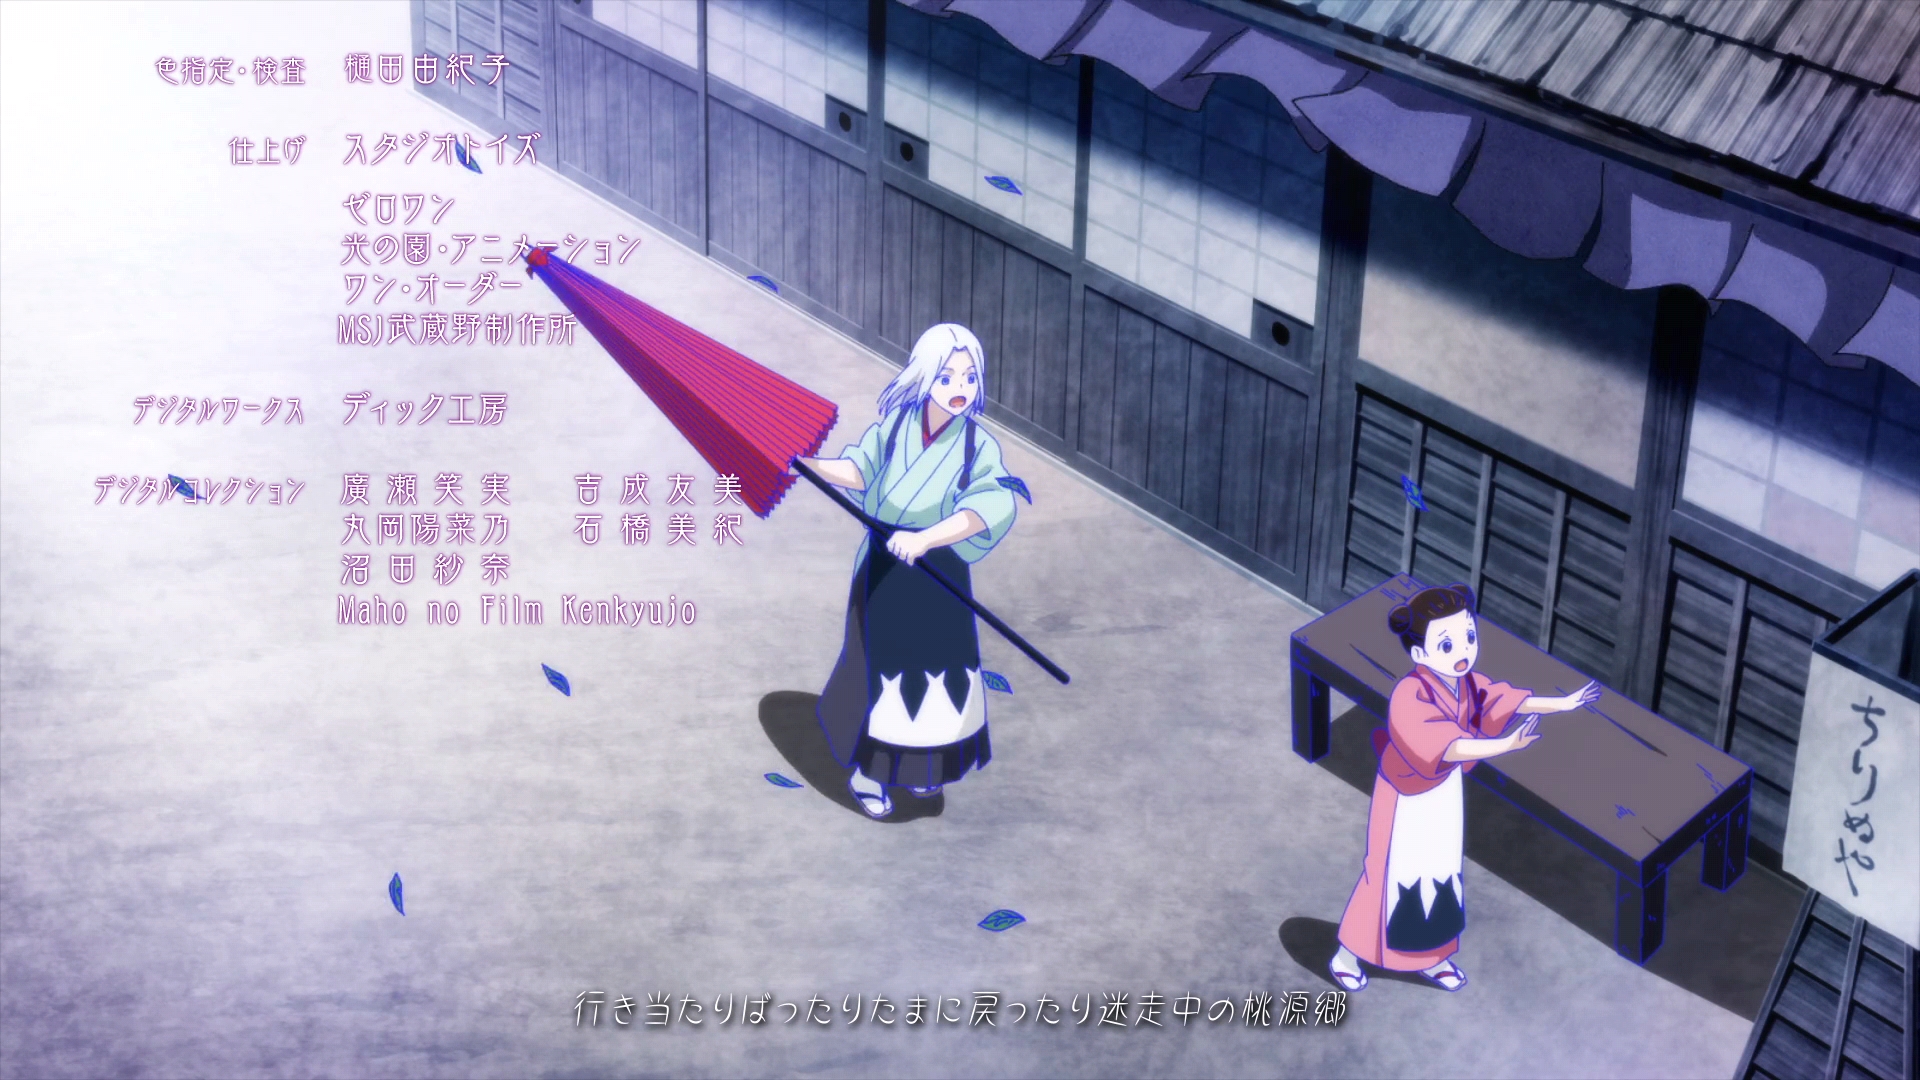 色指定・検査　樋田由紀子
仕上げ　スタジオトイズ
ゼロワン
光の園・アニメーション
ワン・オーダー
MSJ武蔵野制作所
デジタルワークス　ディック工房
デジタルコレクション　廣瀬笑実　吉成友美
丸岡陽菜乃　石橋美紀
沼田紗奈
Maho no Film Kenkyujo
ちりぬや
行き当たりばったりたまに戻ったり迷走中の桃源郷